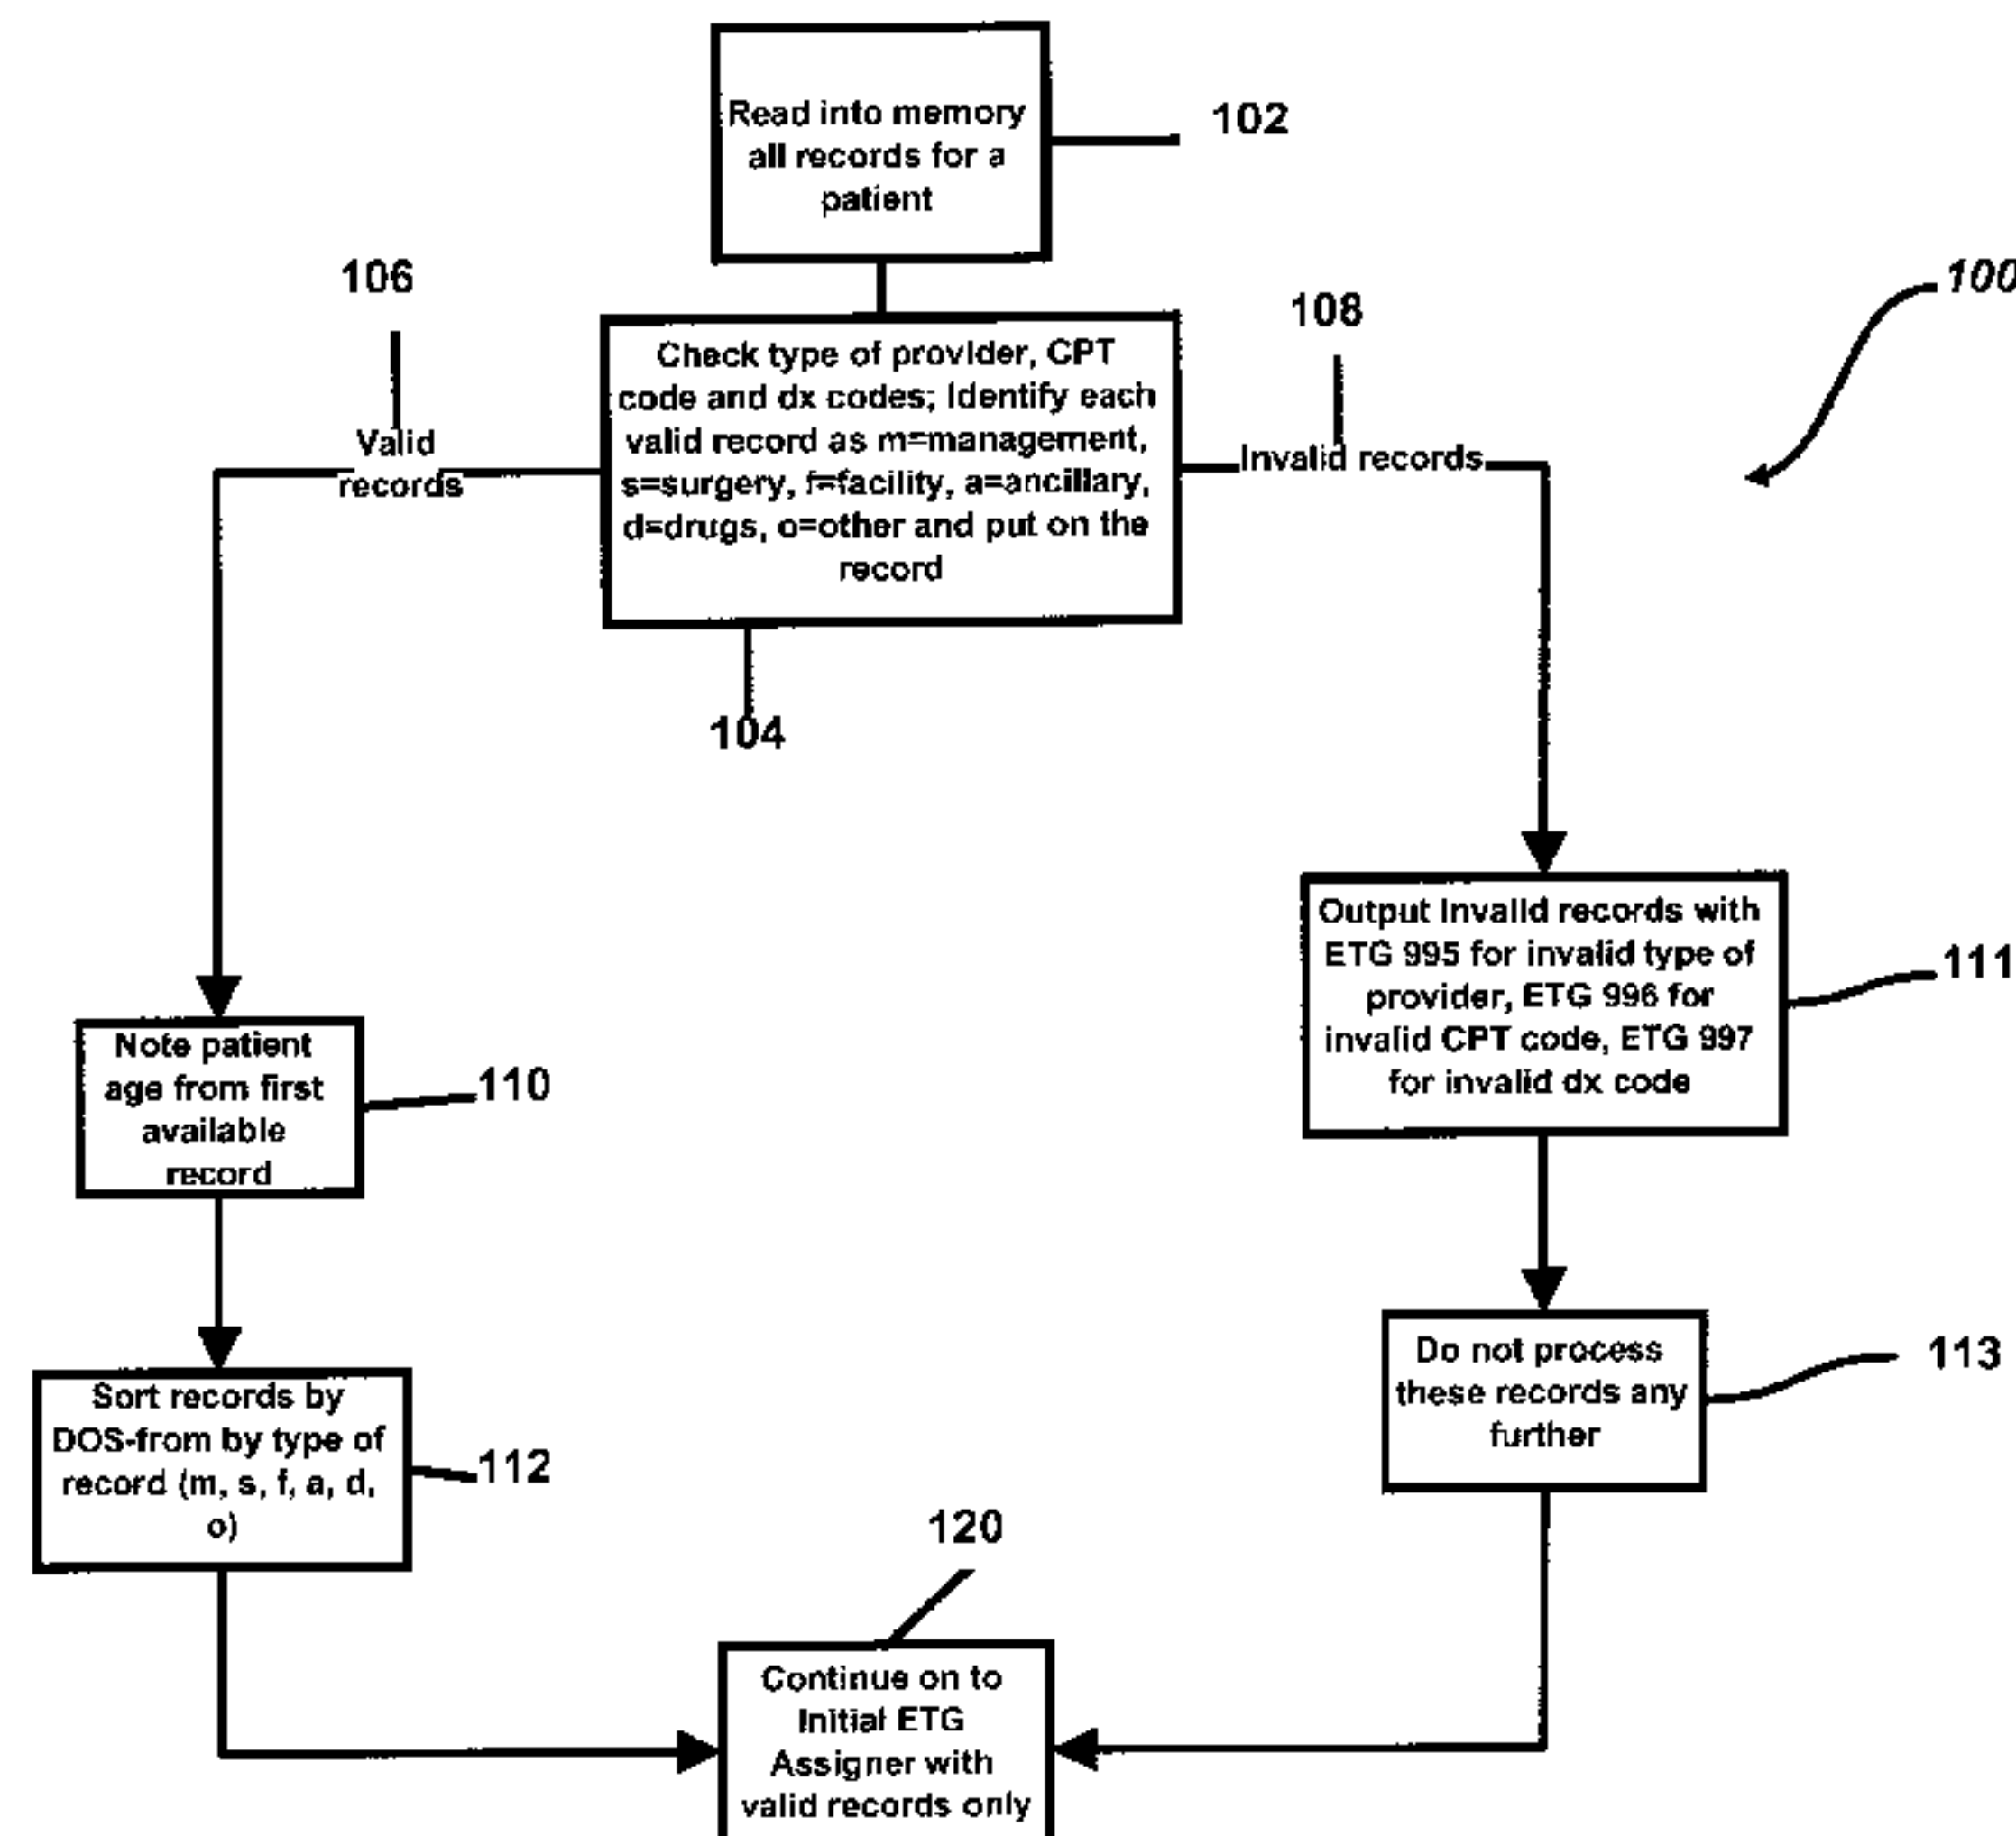 Read into memory
all records for a
patient
102
106
108
100
Check type of provider, CPT
code and dx codes; Identify each
valid record as m=management,
s=surgery, f=facility, a=ancillary,
d=drugs, o=other and put on the
record
Valid
records
Invalid records
104
Output Invalid records with
ETG 995 for invalid type of
provider, ETG 996 for
invalid CPT code, ETG 997
for invalid dx code
111
Note patient
age from first
available
record
110
Do not process
these records any
further
113
Sort records by
DOS-from by type of
record (m, s, f, a, d,
o)
112
120
Continue on to
Initial ETG
Assigner with
valid records only